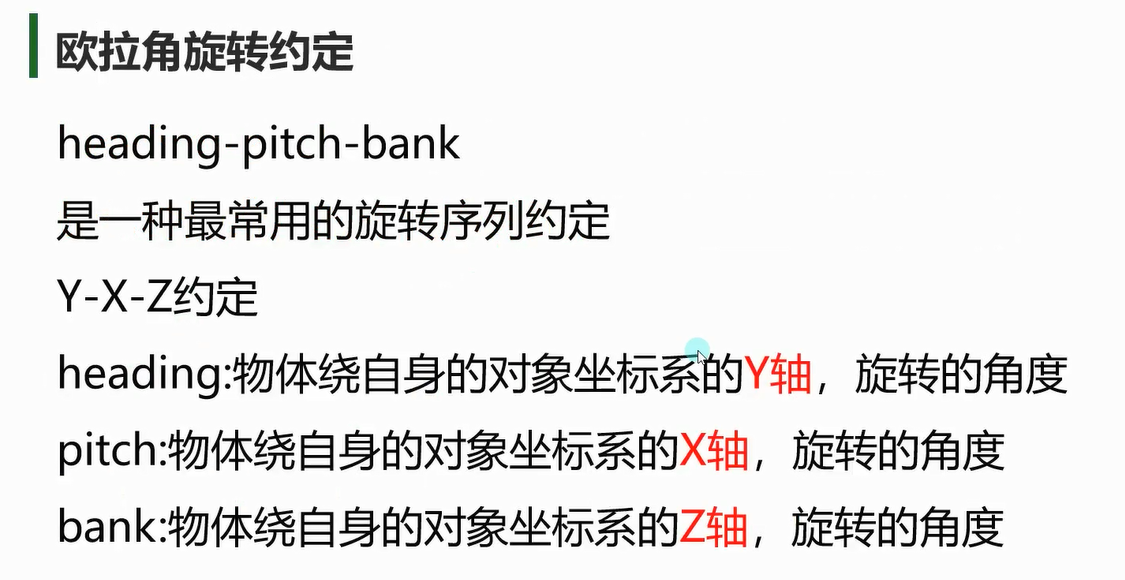 欧拉角旋转约定
heading-pitch-bank
是一种最常用的旋转序列约定
Y-X-Z约定
heading:物体绕自身的对象坐标系的Y轴，旋转的角度
pitch:物体绕自身的对象坐标系的X轴，旋转的角度
bank:物体绕自身的对象坐标系的Z轴，旋转的角度